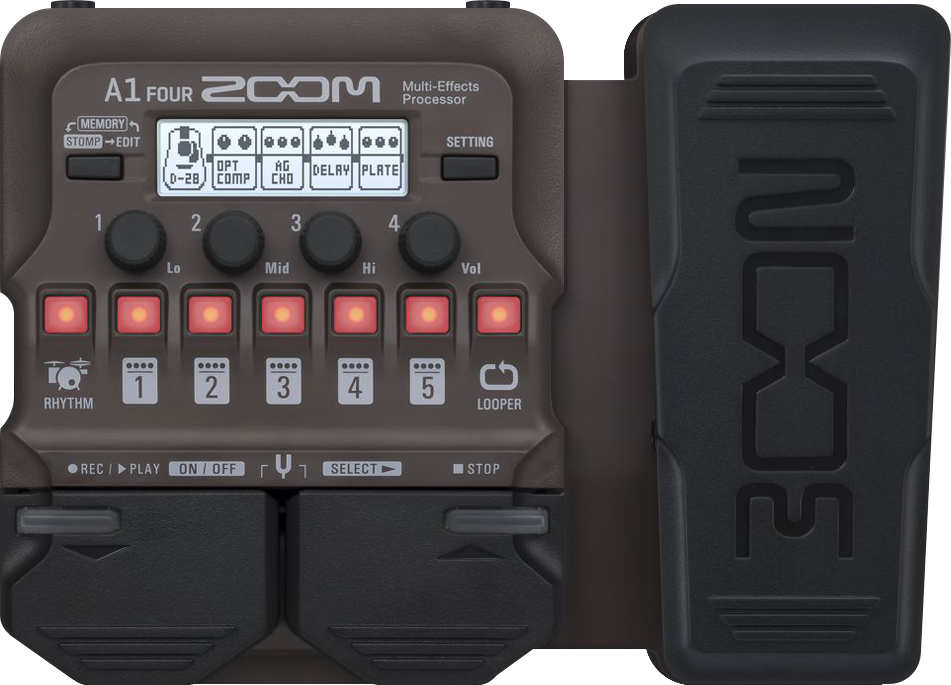 A1 FOUR ZOOM Multi-Effects
Processor
MEMORY
STOMP → EDIT
SETTING
D-28 OPT COMP AG CHO DELAY PLATE
1 2 3 4
Lo Mid Hi Vol
1 2 3 4 5
RHYTHM LOOPER
REC / PLAY ON / OFF SELECT STOP
ZOOM